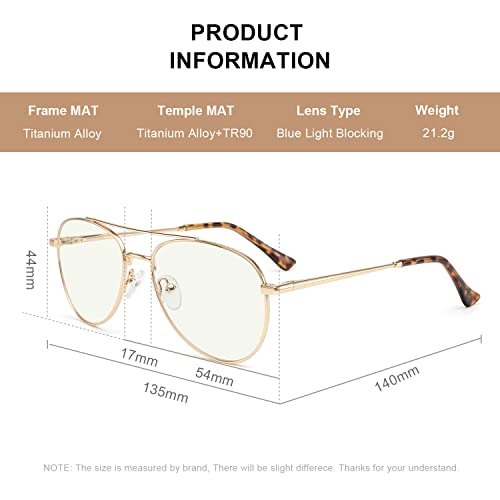 PRODUCT
INFORMATION
Frame MAT Temple MAT Lens Type Weight
Titanium Alloy Titanium Alloy+TR90 Blue Light Blocking 21.2g
44mm
17mm
54mm
135mm
140mm
NOTE: The size is measured by brand, There will be slight differece. Thanks for your understand.